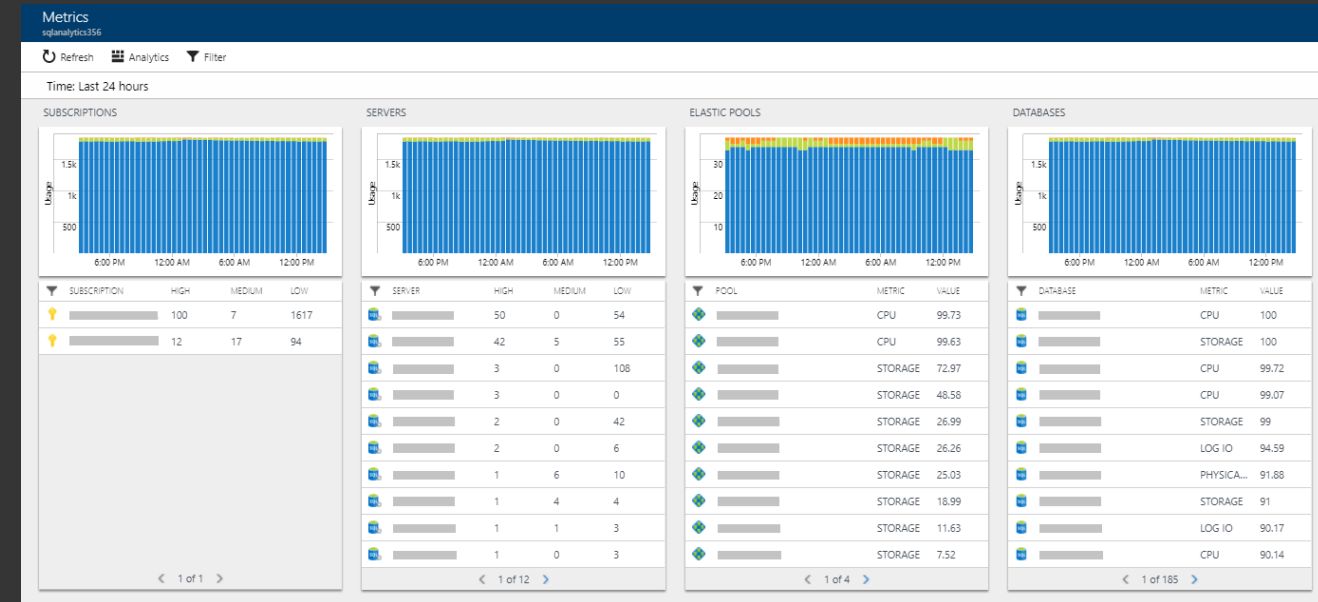 Metrics
sqlanalytics356
Refresh Analytics Filter
Time: Last 24 hours
SUBSCRIPTIONS
Usage
1.5k
1k
500
6:00 PM 12:00 AM 6:00 AM 12:00 PM
SUBSCRIPTION HIGH MEDIUM LOW
100 7 1617
12 17 94
1 of 1
SERVERS
Usage
1.5k
1k
500
6:00 PM 12:00 AM 6:00 AM 12:00 PM
SERVER HIGH MEDIUM LOW
50 0 54
42 5 55
3 0 108
3 0 0
2 0 42
2 0 6
1 6 10
1 4 4
1 1 3
1 0 3
1 of 12
ELASTIC POOLS
Usage
30
20
10
6:00 PM 12:00 AM 6:00 AM 12:00 PM
POOL METRIC VALUE
CPU 99.73
CPU 99.63
STORAGE 72.97
STORAGE 48.58
STORAGE 26.99
STORAGE 26.26
STORAGE 25.03
STORAGE 18.99
STORAGE 11.63
STORAGE 7.52
1 of 4
DATABASES
Usage
1.5k
1k
500
6:00 PM 12:00 AM 6:00 AM 12:00 PM
DATABASE METRIC VALUE
CPU 100
STORAGE 100
CPU 99.72
CPU 99.07
STORAGE 99
LOG IO 94.59
PHYSICA... 91.88
STORAGE 91
LOG IO 90.17
CPU 90.14
1 of 185